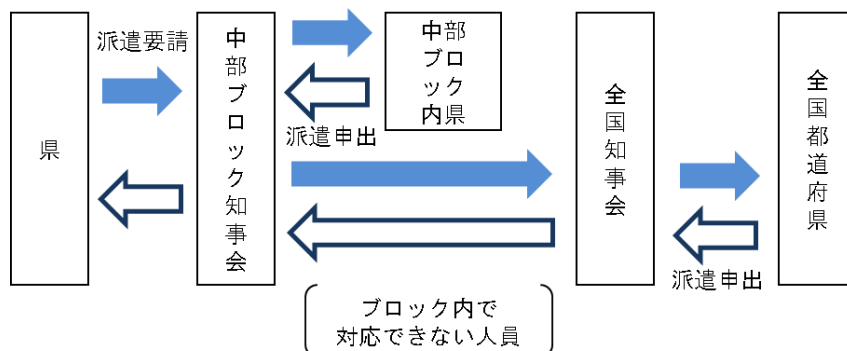 派遣要請
県
中部ブロック知事会
中部ブロック内県
派遣申出
全国知事会
全国都道府県
派遣申出
ブロック内で
対応できない人員